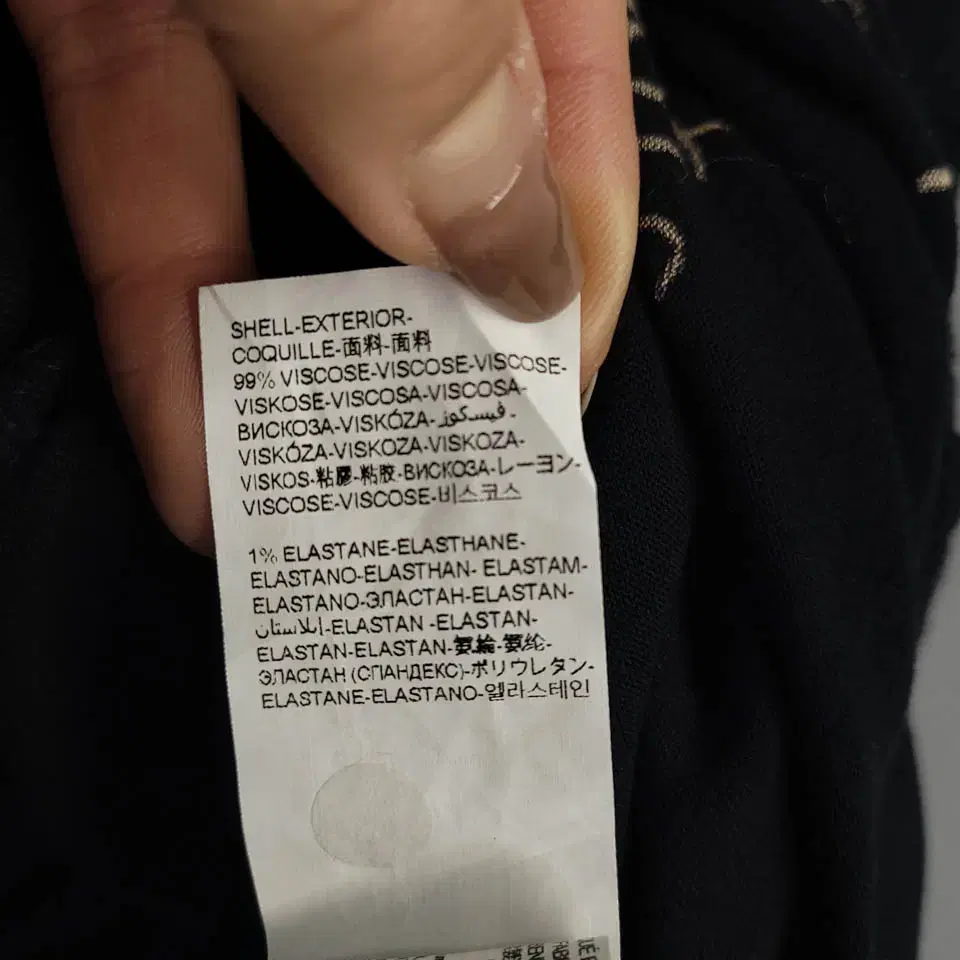 SHELL-EXTERIOR-
COQUILLE-面料-面料
99% VISCOSE-VISCOSE-VISCOSE-
VISKOSE-VISCOSA-VISCOSA-
ВИСКОЗА-VISKÓZA-فيسكوز-
VISKÓZA-VISKOZA-VISKOZA-
VISKOS-粘膠-粘胶-ВИСКОЗА-レーヨン-
VISCOSE-VISCOSE-비스코스
1% ELASTANE-ELASTHANE-
ELASTANO-ELASTHAN- ELASTAM-
ELASTANO-ЭЛАСТАН-ELASTAN-
إيلاستان-ELASTAN -ELASTAN-
ELASTAN-ELASTAN-氨綸-氨纶-
ЭЛАСТАН (СПАНДЕКС)-ポリウレタン-
ELASTANE-ELASTANO-엘라스테인